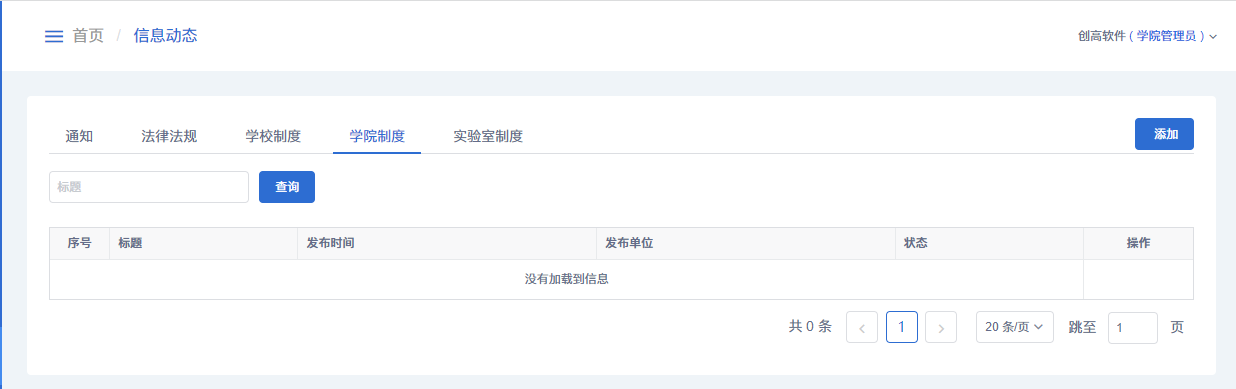 首页 / 信息动态
创高软件 ( 学院管理员 )
通知 法律法规 学校制度 学院制度 实验室制度 添加
标题 查询
序号 标题 发布时间 发布单位 状态 操作
没有加载到信息
共 0 条 1 20 条/页 跳至 1 页